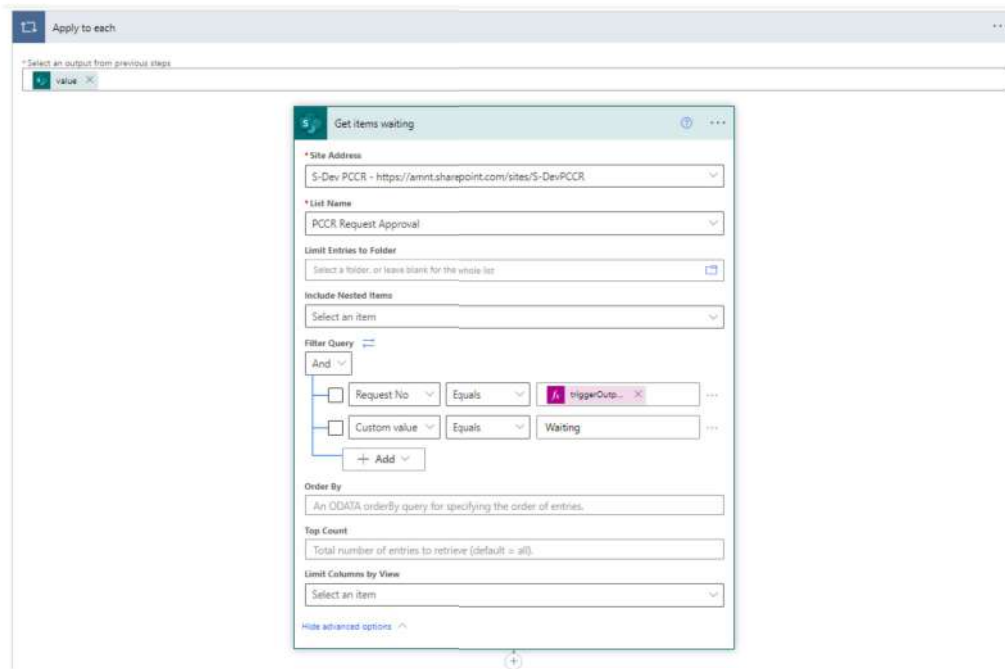 Apply to each
* Select an output from previous steps
value
Get items waiting
* Site Address
S-Dev PCCR - https://amnt.sharepoint.com/sites/S-DevPCCR
* List Name
PCCR Request Approval
Limit Entries to Folder
Select a folder, or leave blank for the whole list
Include Nested Items
Select an item
Filter Query
And
Request No Equals triggerOutp...
Custom value Equals Waiting
+ Add
Order By
An ODATA orderBy query for specifying the order of entries.
Top Count
Total number of entries to retrieve (default = all).
Limit Columns by View
Select an item
Hide advanced options